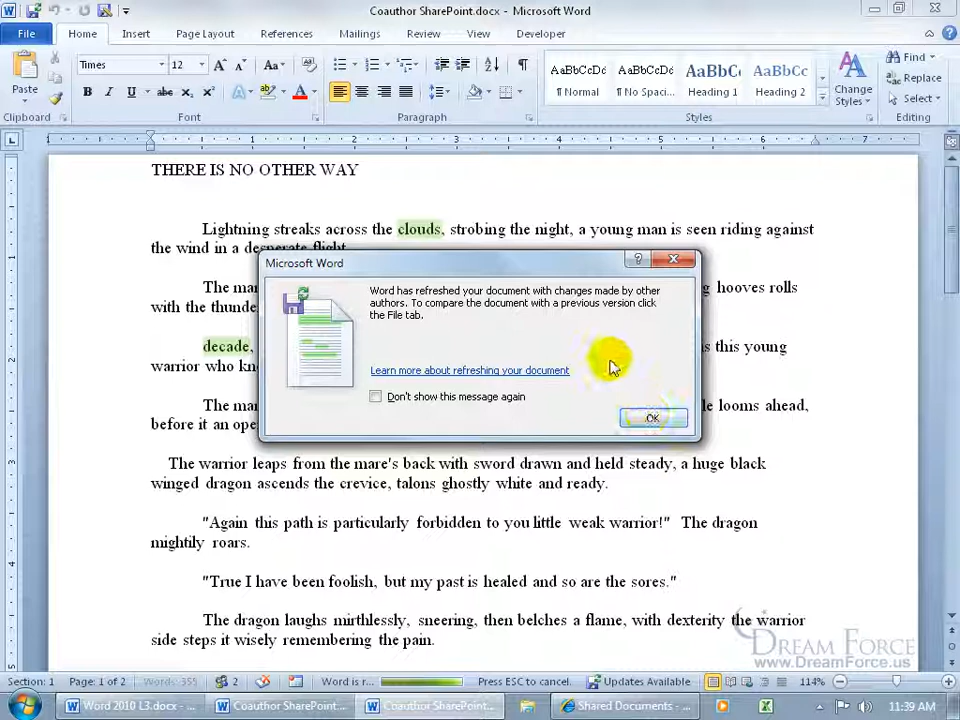 Coauthor SharePoint.docx - Microsoft Word
File Home Insert Page Layout References Mailings Review View Developer
Times 12 Aa
Paste
AaBbCcDd AaBbCcDd AaBbCc AaBbCc
¶ Normal ¶ No Spaci... Heading 1 Heading 2
Change Styles
Find
Replace
Select
B I U abc x₂ x² A
Clipboard Font Paragraph Styles Editing
THERE IS NO OTHER WAY
Lightning streaks across the clouds, strobing the night, a young man is seen riding against
the wind in a desperate flight.
Microsoft Word
Word has refreshed your document with changes made by other
authors. To compare the document with a previous version click
the File tab.
Learn more about refreshing your document
Don't show this message again
OK
The hooves rolls
with the
decade, this young
warrior who
The looms ahead,
before it an
The warrior leaps from the mare's back with sword drawn and held steady, a huge black
winged dragon ascends the crevice, talons ghostly white and ready.
"Again this path is particularly forbidden to you little weak warrior!" The dragon
mightily roars.
"True I have been foolish, but my past is healed and so are the sores."
The dragon laughs mirthlessly, sneering, then belches a flame, with dexterity the warrior
side steps it wisely remembering the pain.
DREAM FORCE
www.DreamForce.us
Section: 1 Page: 1 of 2 Words: 355 2 Word is r... Press ESC to cancel. Updates Available 114%
Word 2010 L3.docx -... Coauthor SharePoint... Coauthor SharePoint... Shared Documents - ... 11:39 AM